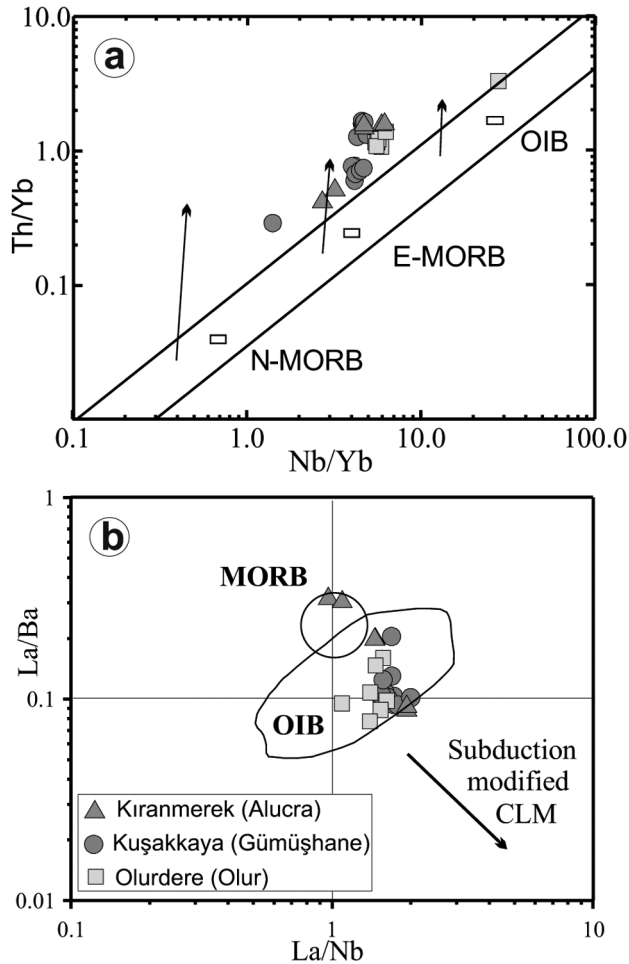 a
10.0
1.0
0.1
Th/Yb
OIB
E-MORB
N-MORB
0.1
1.0
10.0
100.0
Nb/Yb
b
1
0.1
0.01
La/Ba
MORB
OIB
Subduction
modified
CLM
Kıranmerek (Alucra)
Kuşakkaya (Gümüşhane)
Olurdere (Olur)
0.1
1
10
La/Nb